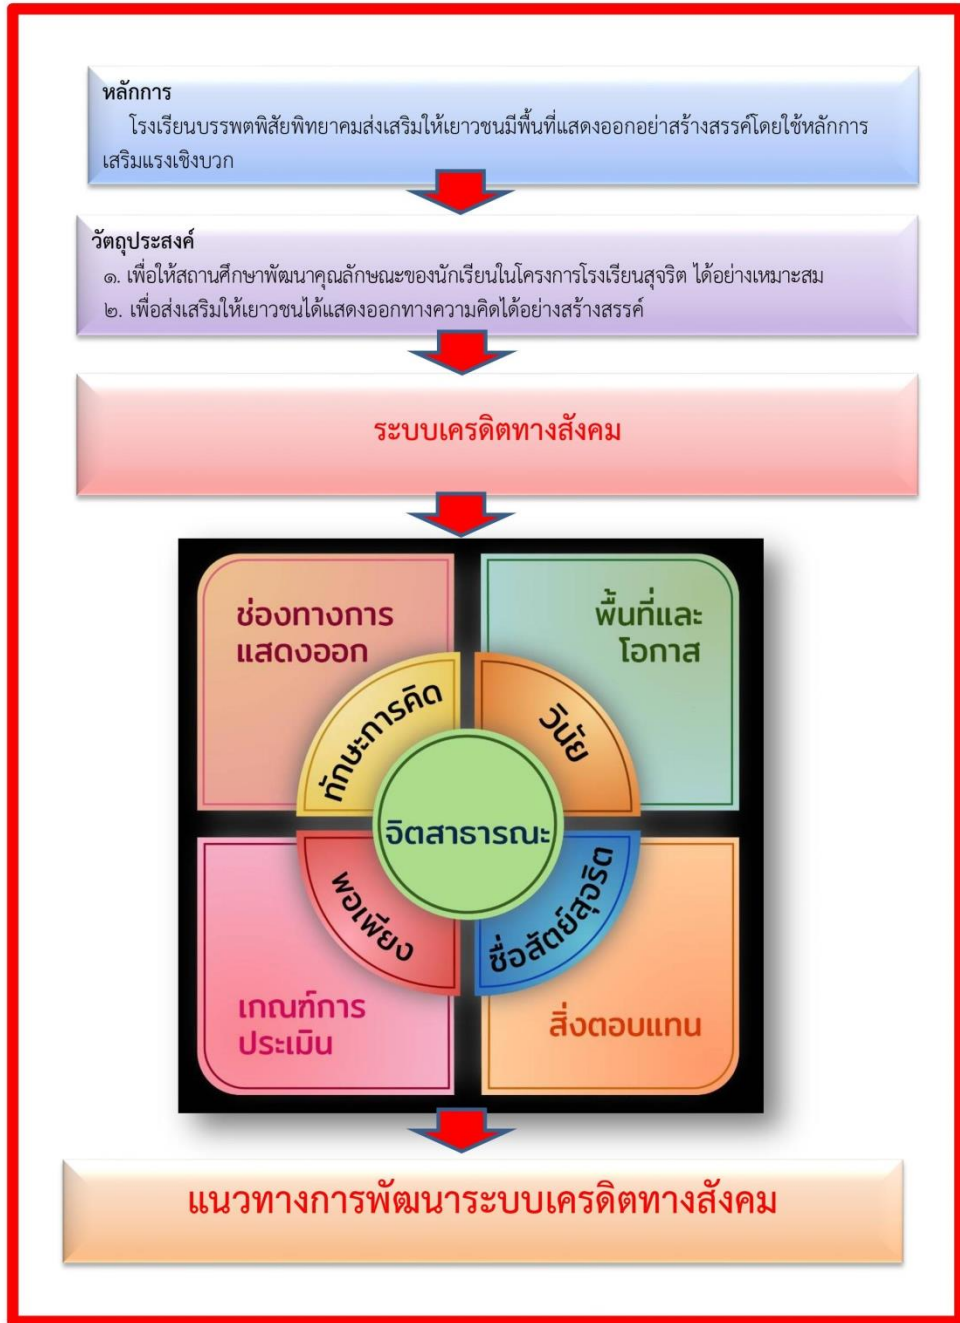 หลักการ
โรงเรียนบรรพตพิสัยพิทยาคมส่งเสริมให้เยาวชนมีพื้นที่แสดงออกอย่าสร้างสรรค์โดยใช้หลักการ
เสริมแรงเชิงบวก
วัตถุประสงค์
๑. เพื่อให้สถานศึกษาพัฒนาคุณลักษณะของนักเรียนในโครงการโรงเรียนสุจริต ได้อย่างเหมาะสม
๒. เพื่อส่งเสริมให้เยาวชนได้แสดงออกทางความคิดได้อย่างสร้างสรรค์
ระบบเครดิตทางสังคม
ช่องทางการ
แสดงออก
พื้นที่และ
โอกาส
ทักษะการคิด
วินัย
จิตสาธารณะ
พอเพียง
ซื่อสัตย์สุจริต
เกณฑ์การ
ประเมิน
สิ่งตอบแทน
แนวทางการพัฒนาระบบเครดิตทางสังคม